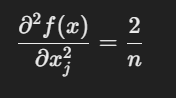 ∂²f(x)/∂x_j² = 2/n